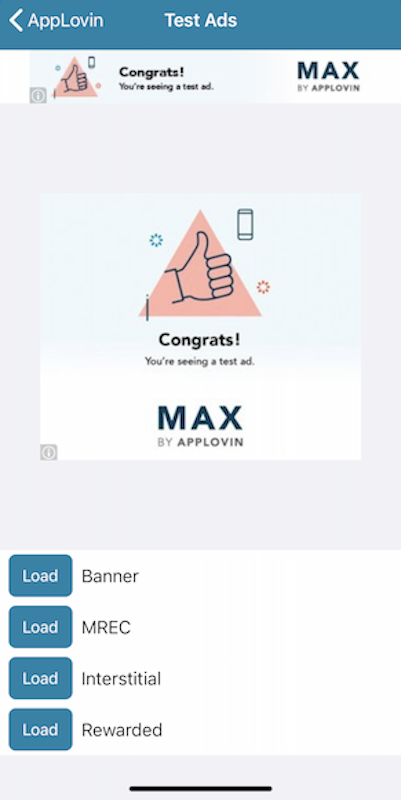 AppLovin
Test Ads
Congrats!
You're seeing a test ad.
MAX
BY APPLOVIN
Congrats!
You're seeing a test ad.
MAX
BY APPLOVIN
Load Banner
Load MREC
Load Interstitial
Load Rewarded